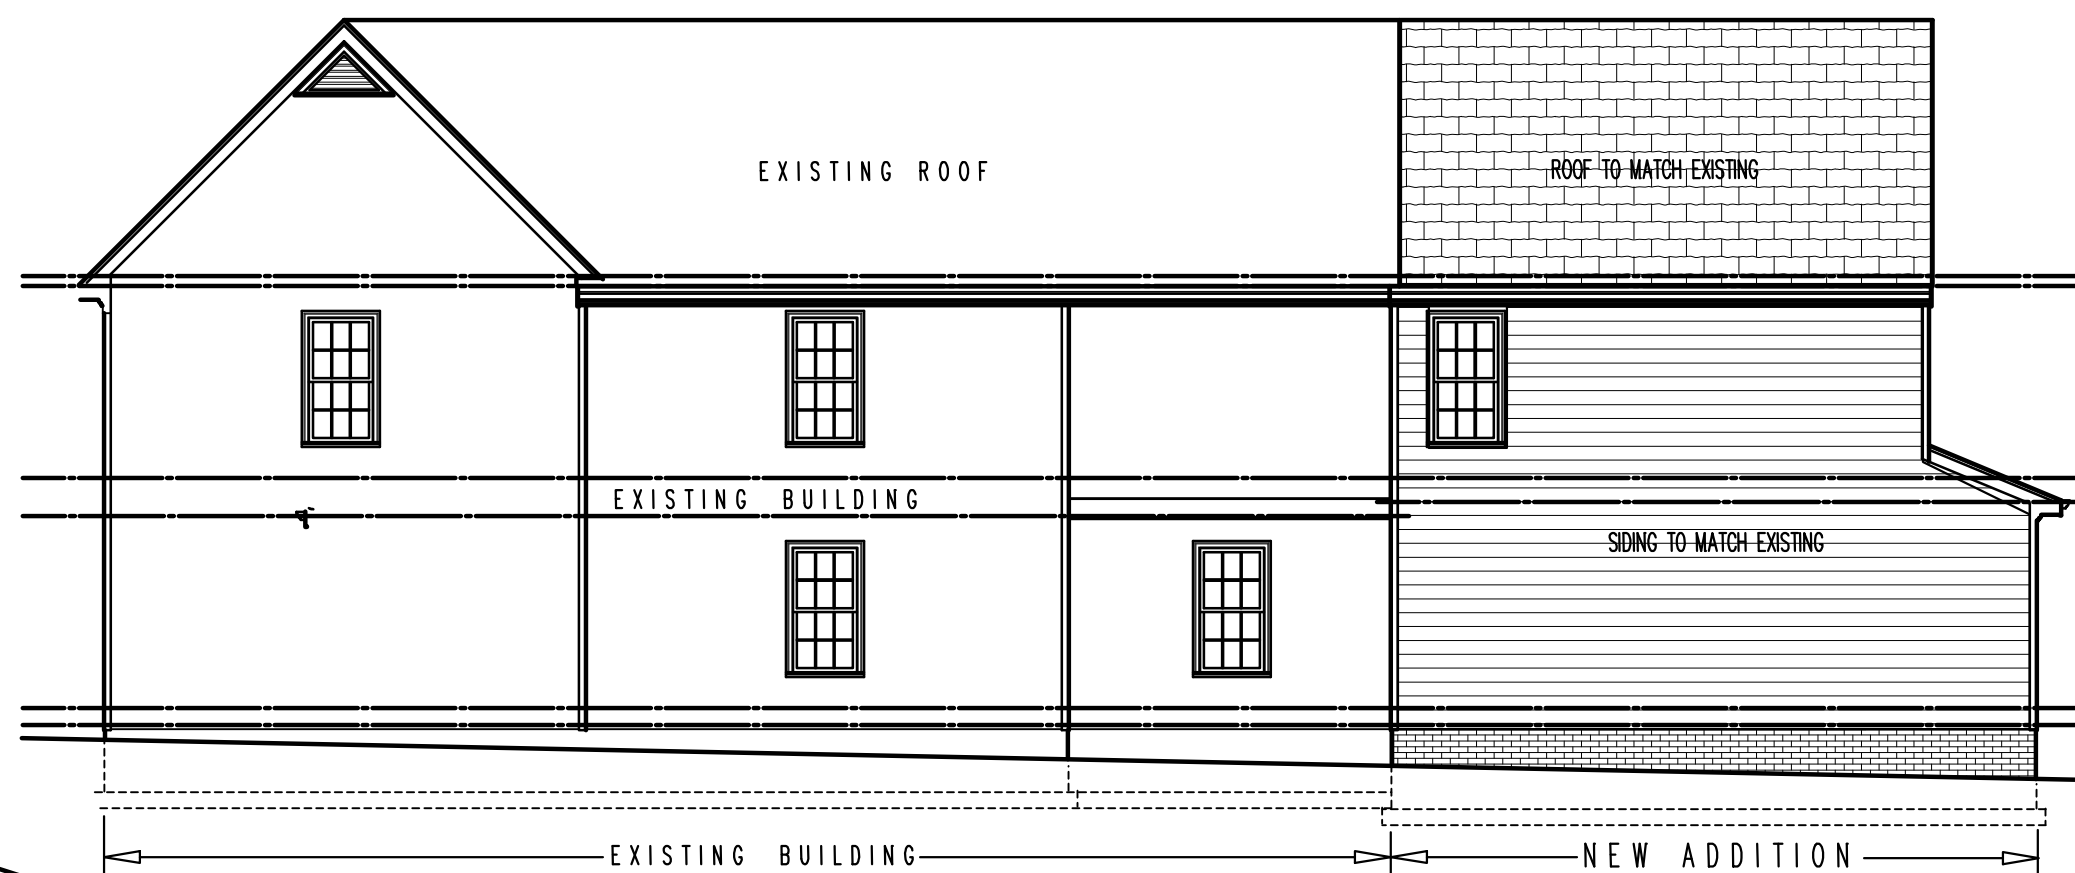 EXISTING ROOF
ROOF TO MATCH EXISTING
EXISTING BUILDING
SIDING TO MATCH EXISTING
EXISTING BUILDING
NEW ADDITION